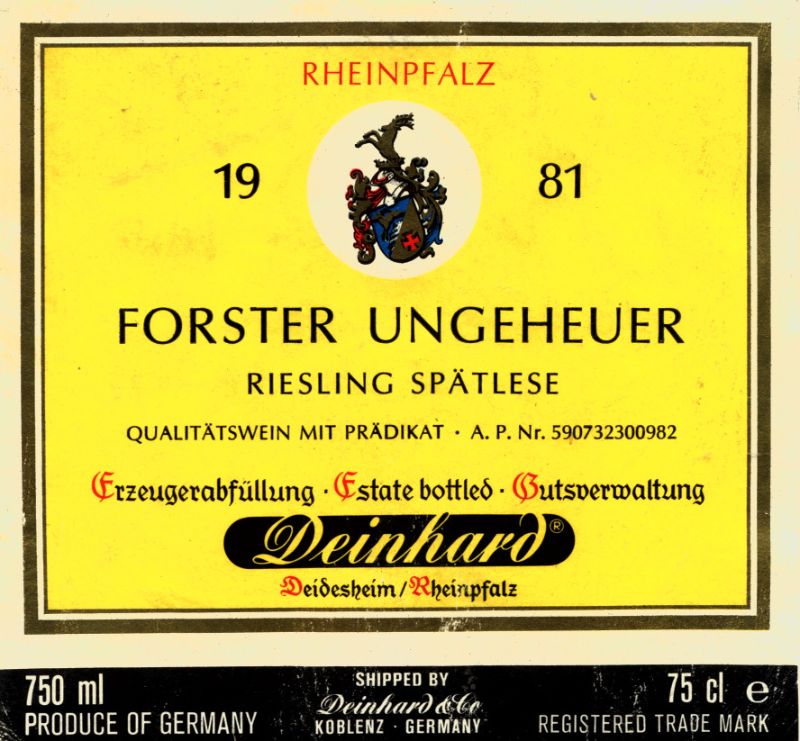 RHEINPFALZ
19 81
FORSTER UNGEHEUER
RIESLING SPÄTLESE
QUALITÄTSWEIN MIT PRÄDIKAT · A. P. Nr. 590732300982
Erzeugerabfüllung · Estate bottled · Gutsverwaltung
Deinhard®
Deidesheim/Rheinpfalz
750 ml SHIPPED BY 75 cl ℮
Deinhard & Co
PRODUCE OF GERMANY KOBLENZ · GERMANY REGISTERED TRADE MARK